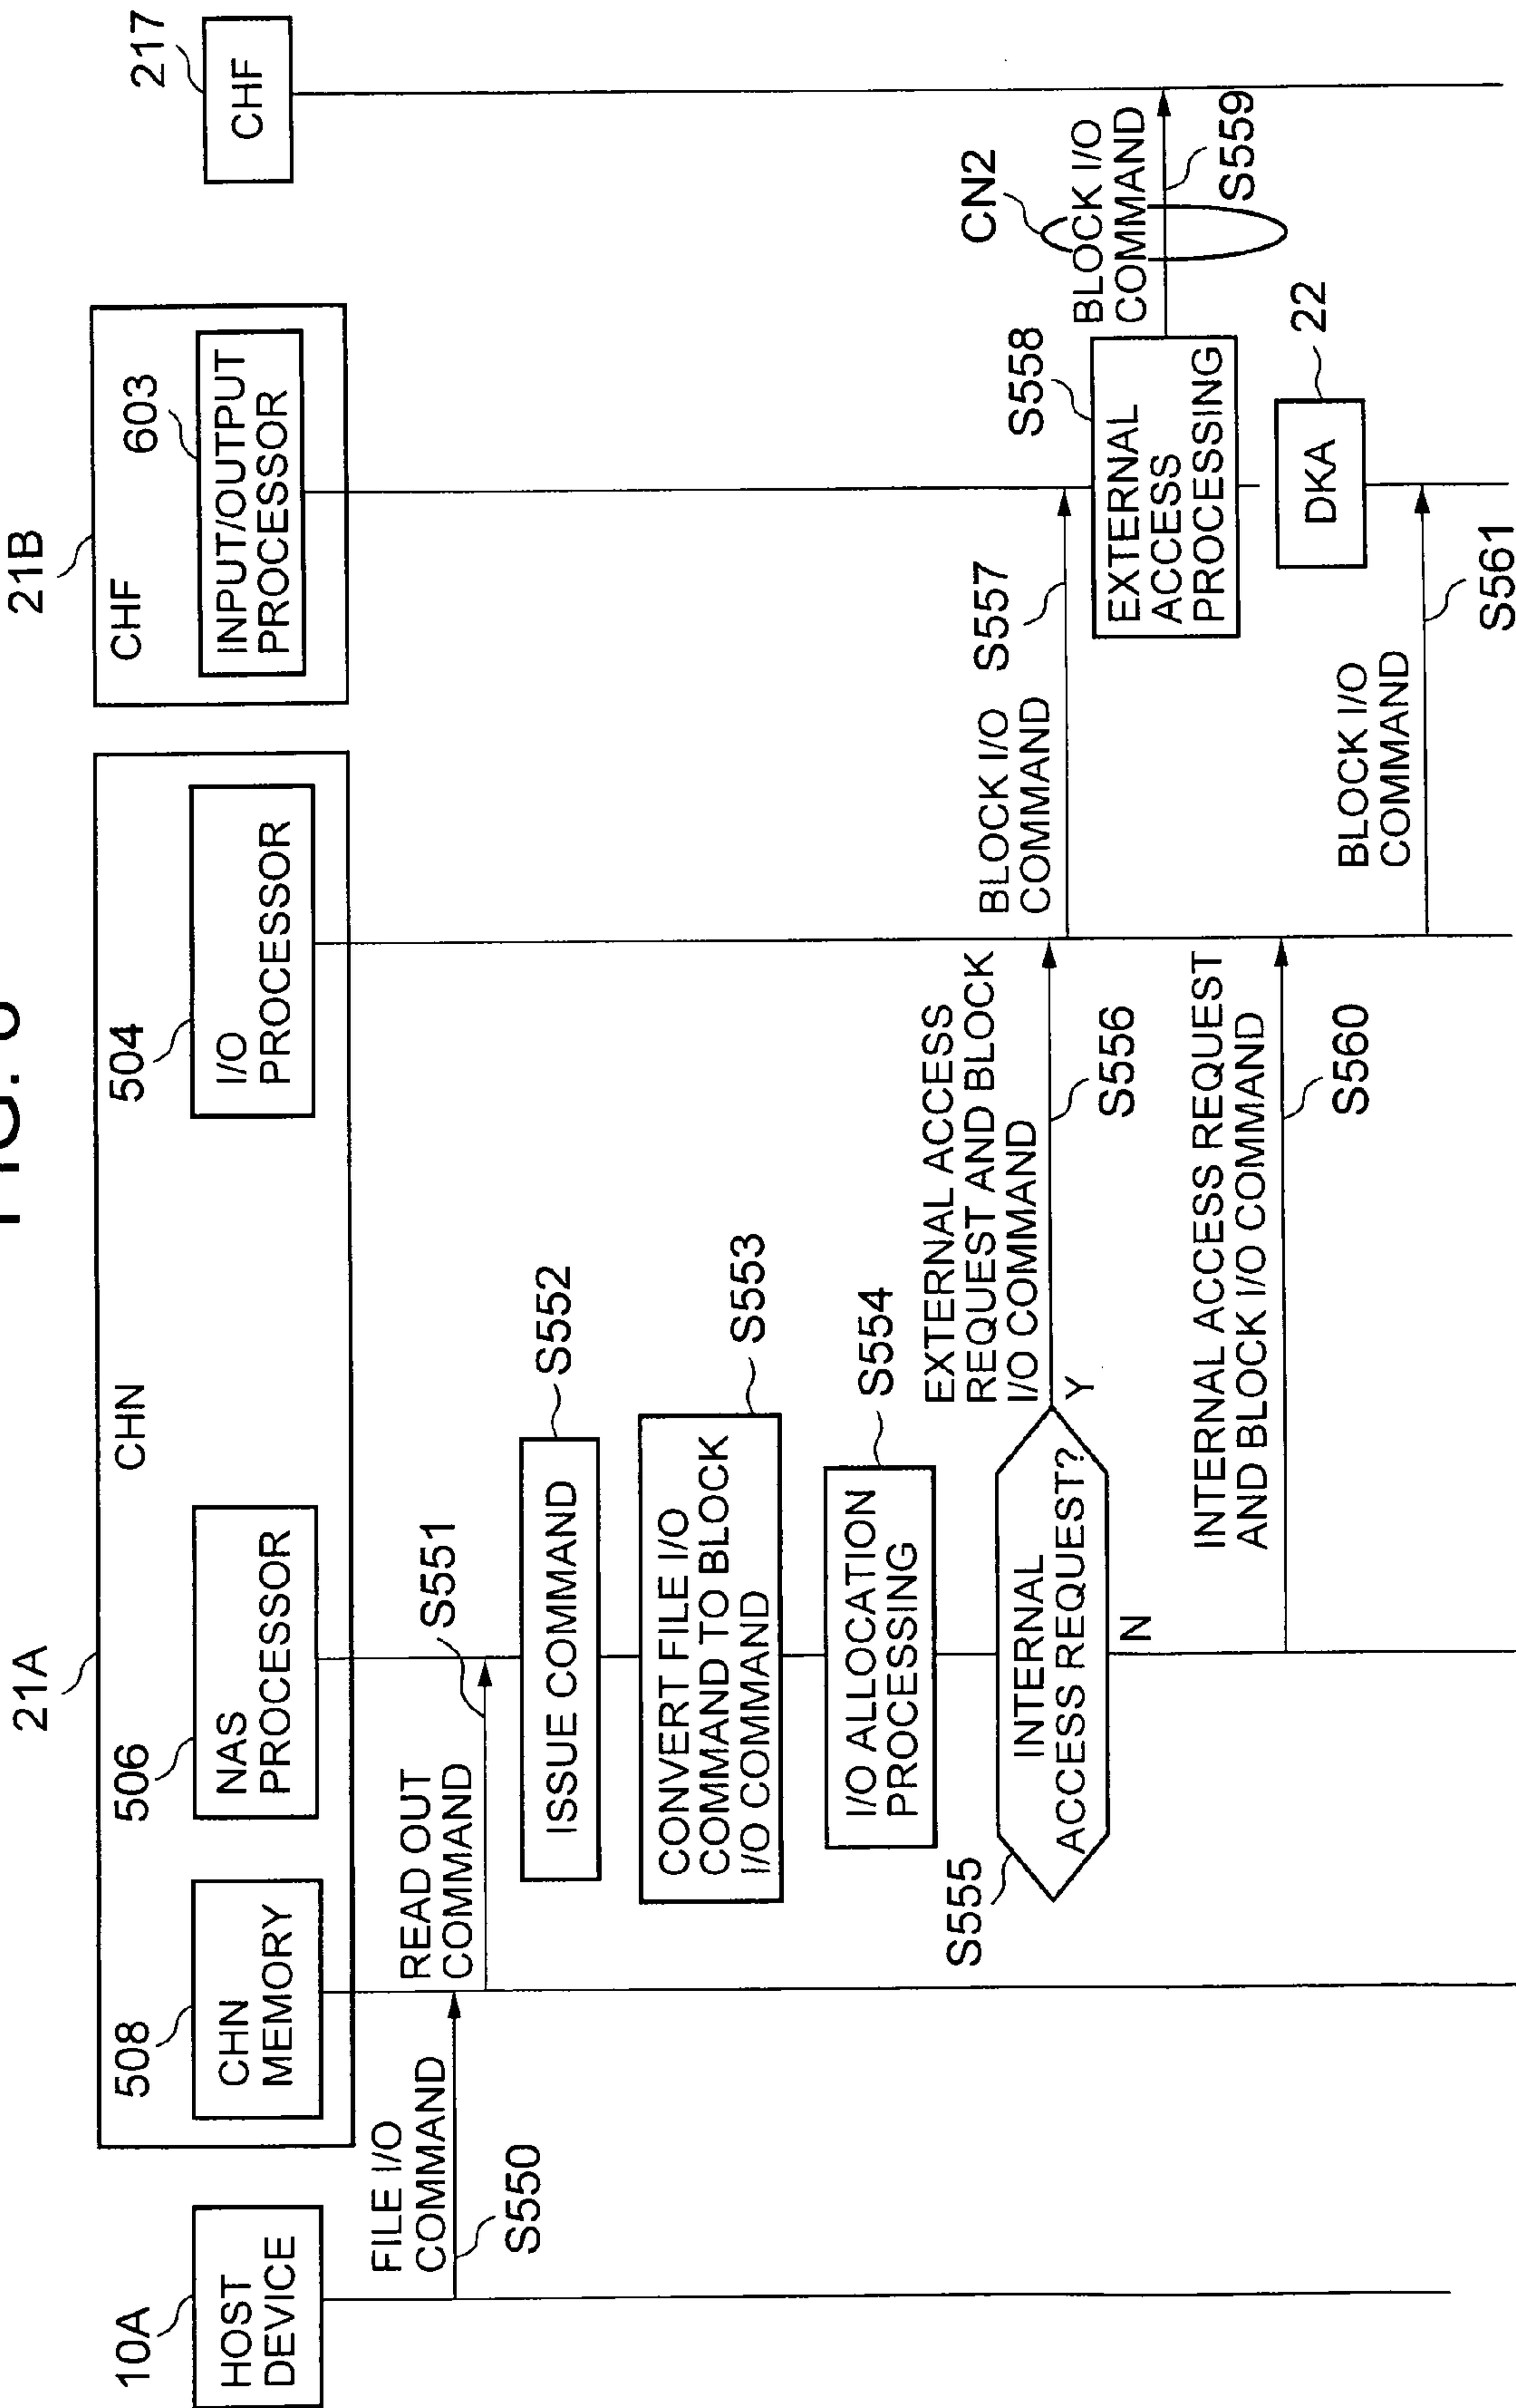 FIG.
21A
21B
217
10A
HOST
DEVICE
CHN
508
CHN
MEMORY
506
NAS
PROCESSOR
504
I/O
PROCESSOR
CHF
603
INPUT/OUTPUT
PROCESSOR
CHF
FILE I/O
COMMAND
S550
READ OUT
COMMAND
S551
ISSUE COMMAND
S552
CONVERT FILE I/O
COMMAND TO BLOCK
I/O COMMAND
S553
I/O ALLOCATION
PROCESSING
S554
S555
INTERNAL
ACCESS REQUEST?
Y
N
EXTERNAL ACCESS
REQUEST AND BLOCK
I/O COMMAND
S556
BLOCK I/O
COMMAND
S557
S558
EXTERNAL
ACCESS
PROCESSING
CN2
BLOCK I/O
COMMAND
S559
INTERNAL ACCESS REQUEST
AND BLOCK I/O COMMAND
S560
DKA
22
BLOCK I/O
COMMAND
S561